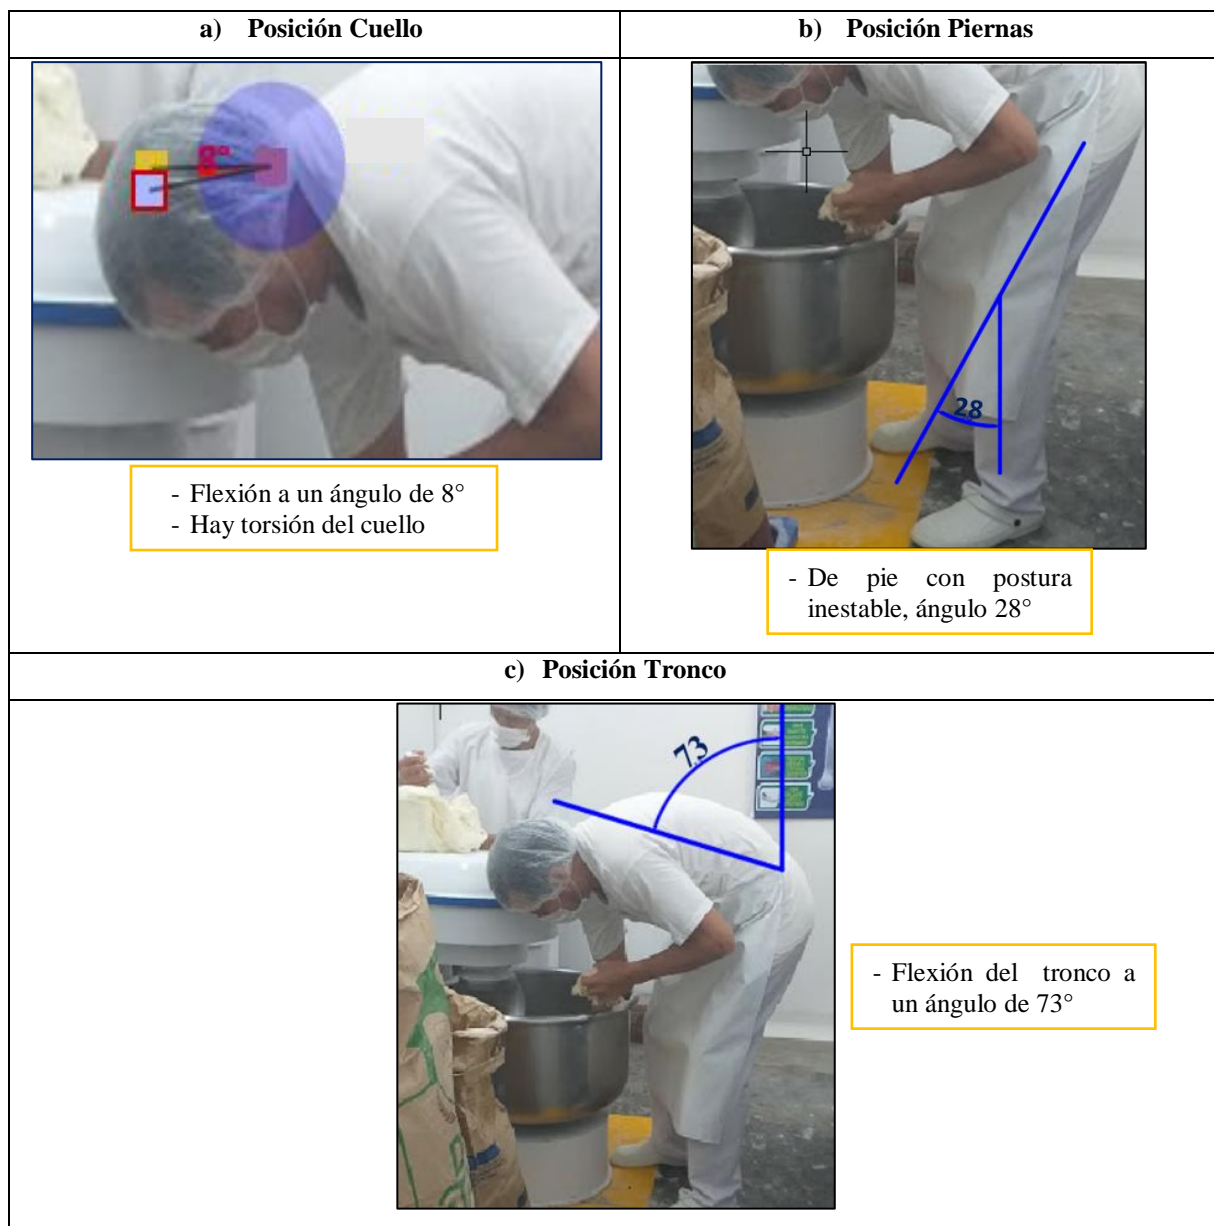 a) Posición Cuello
b) Posición Piernas
8°
- Flexión a un ángulo de 8°
- Hay torsión del cuello
28
- De pie con postura
inestable, ángulo 28°
c) Posición Tronco
73
- Flexión del tronco a
un ángulo de 73°